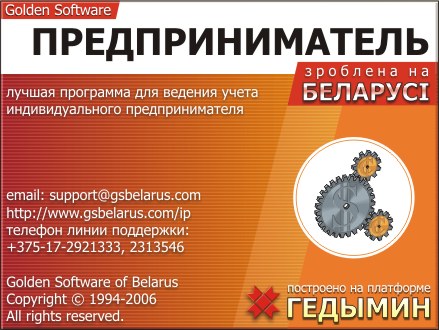 Golden Software
ПРЕДПРИНИМАТЕЛЬ
зроблена на
БЕЛАРУСІ
лучшая программа для ведения учета
индивидуального предпринимателя
email: support@gsbelarus.com
http://www.gsbelarus.com/ip
телефон линии поддержки:
+375-17-2921333, 2313546
Golden Software of Belarus
Copyright © 1994-2006
All rights reserved.
построено на платформе
ГЕДЫМИН